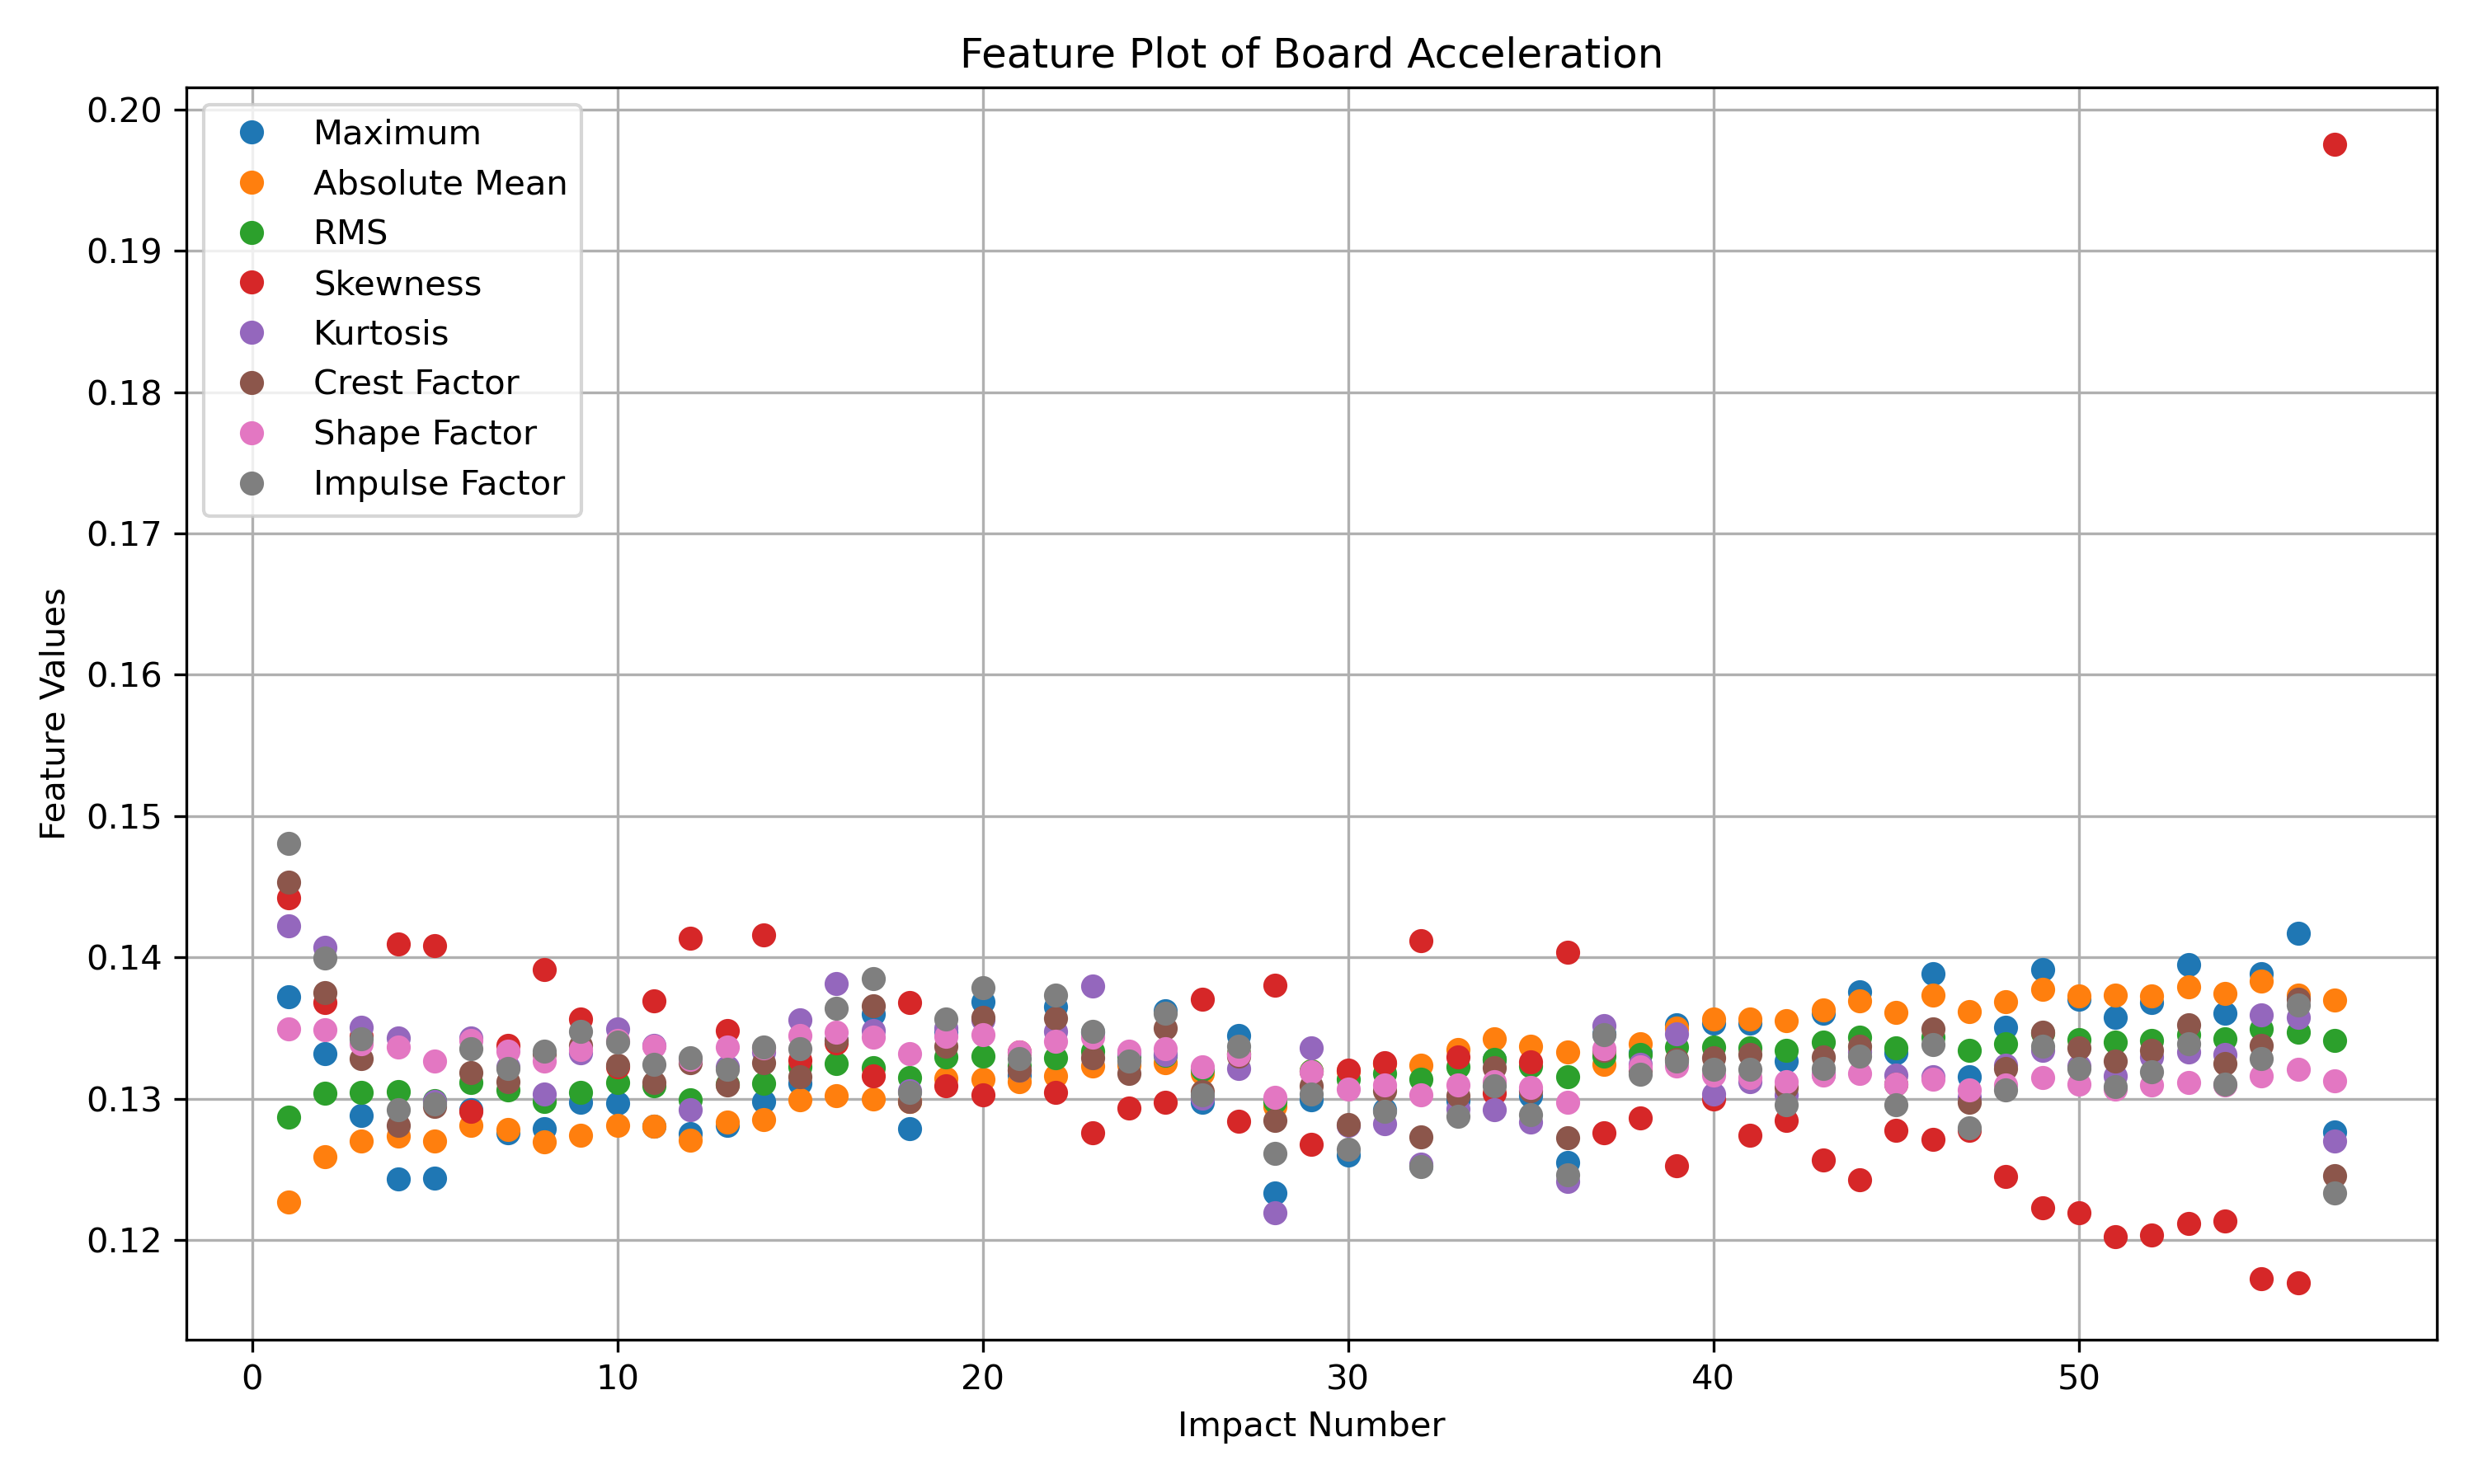 Feature Plot of Board Acceleration
0.20
0.19
0.18
0.17
0.16
0.15
0.14
0.13
0.12
Feature Values
Maximum
Absolute Mean
RMS
Skewness
Kurtosis
Crest Factor
Shape Factor
Impulse Factor
0 10 20 30 40 50
Impact Number